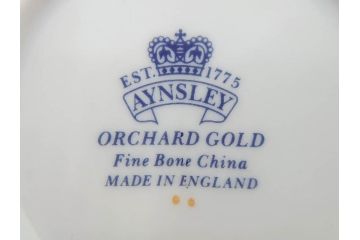 EST. 1775
AYNSLEY
ORCHARD GOLD
Fine Bone China
MADE IN ENGLAND